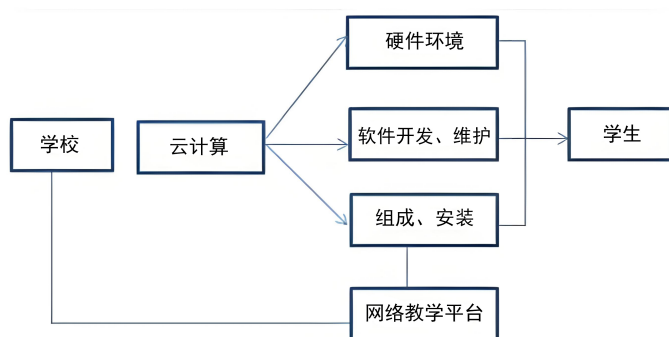 硬件环境
学校
云计算
软件开发、维护
学生
组成、安装
网络教学平台